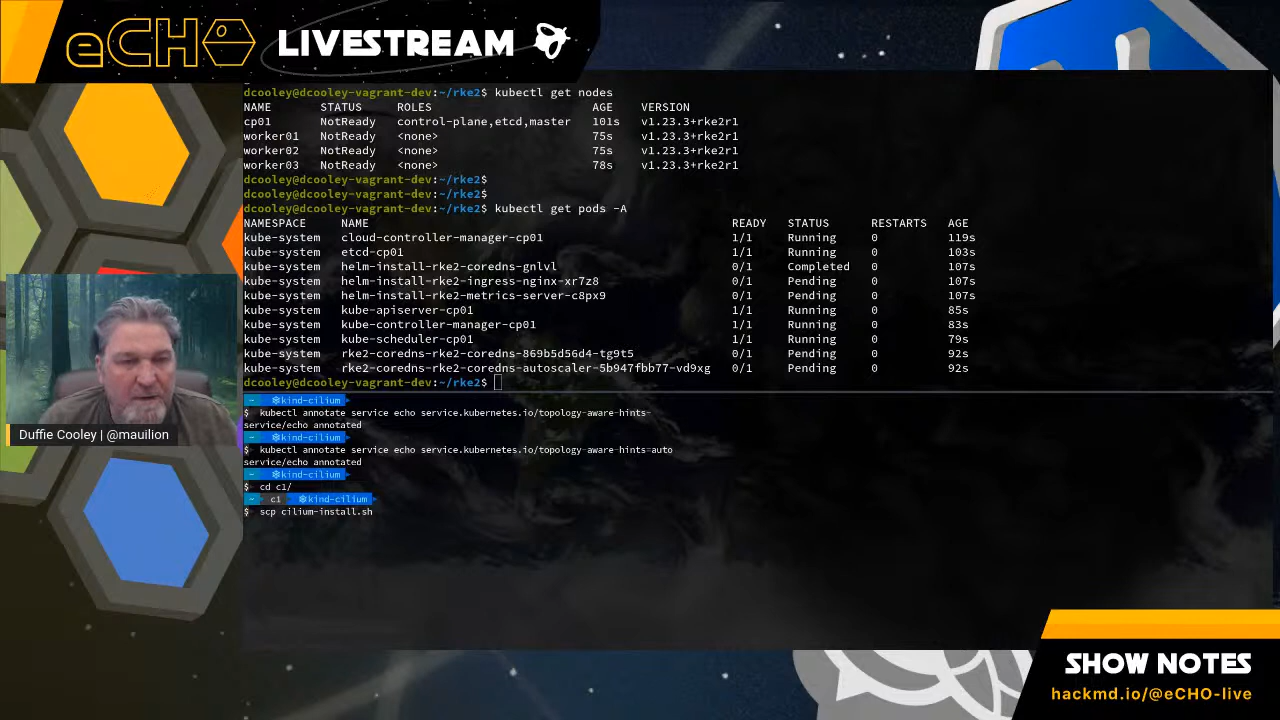 eCHO LIVESTREAM
dcooley@dcooley-vagrant-dev:~/rke2$ kubectl get nodes
NAME STATUS ROLES AGE VERSION
cp01 NotReady control-plane,etcd,master 101s v1.23.3+rke2r1
worker01 NotReady <none> 75s v1.23.3+rke2r1
worker02 NotReady <none> 75s v1.23.3+rke2r1
worker03 NotReady <none> 78s v1.23.3+rke2r1
dcooley@dcooley-vagrant-dev:~/rke2$
dcooley@dcooley-vagrant-dev:~/rke2$
dcooley@dcooley-vagrant-dev:~/rke2$ kubectl get pods -A
NAMESPACE NAME READY STATUS RESTARTS AGE
kube-system cloud-controller-manager-cp01 1/1 Running 0 119s
kube-system etcd-cp01 1/1 Running 0 103s
kube-system helm-install-rke2-coredns-gnlvl 0/1 Completed 0 107s
kube-system helm-install-rke2-ingress-nginx-xr7z8 0/1 Pending 0 107s
kube-system helm-install-rke2-metrics-server-c8px9 0/1 Pending 0 107s
kube-system kube-apiserver-cp01 1/1 Running 0 85s
kube-system kube-controller-manager-cp01 1/1 Running 0 83s
kube-system kube-scheduler-cp01 1/1 Running 0 79s
kube-system rke2-coredns-rke2-coredns-869b5d56d4-tg9t5 0/1 Pending 0 92s
kube-system rke2-coredns-rke2-coredns-autoscaler-5b947fbb77-vd9xg 0/1 Pending 0 92s
dcooley@dcooley-vagrant-dev:~/rke2$
~ ⎈kind-cilium
$ kubectl annotate service echo service.kubernetes.io/topology-aware-hints-
service/echo annotated
~ ⎈kind-cilium
$ kubectl annotate service echo service.kubernetes.io/topology-aware-hints=auto
service/echo annotated
~ ⎈kind-cilium
$ cd c1/
~ c1 ⎈kind-cilium
$ scp cilium-install.sh
Duffie Cooley | @mauilion
SHOW NOTES
hackmd.io/@eCHO-live